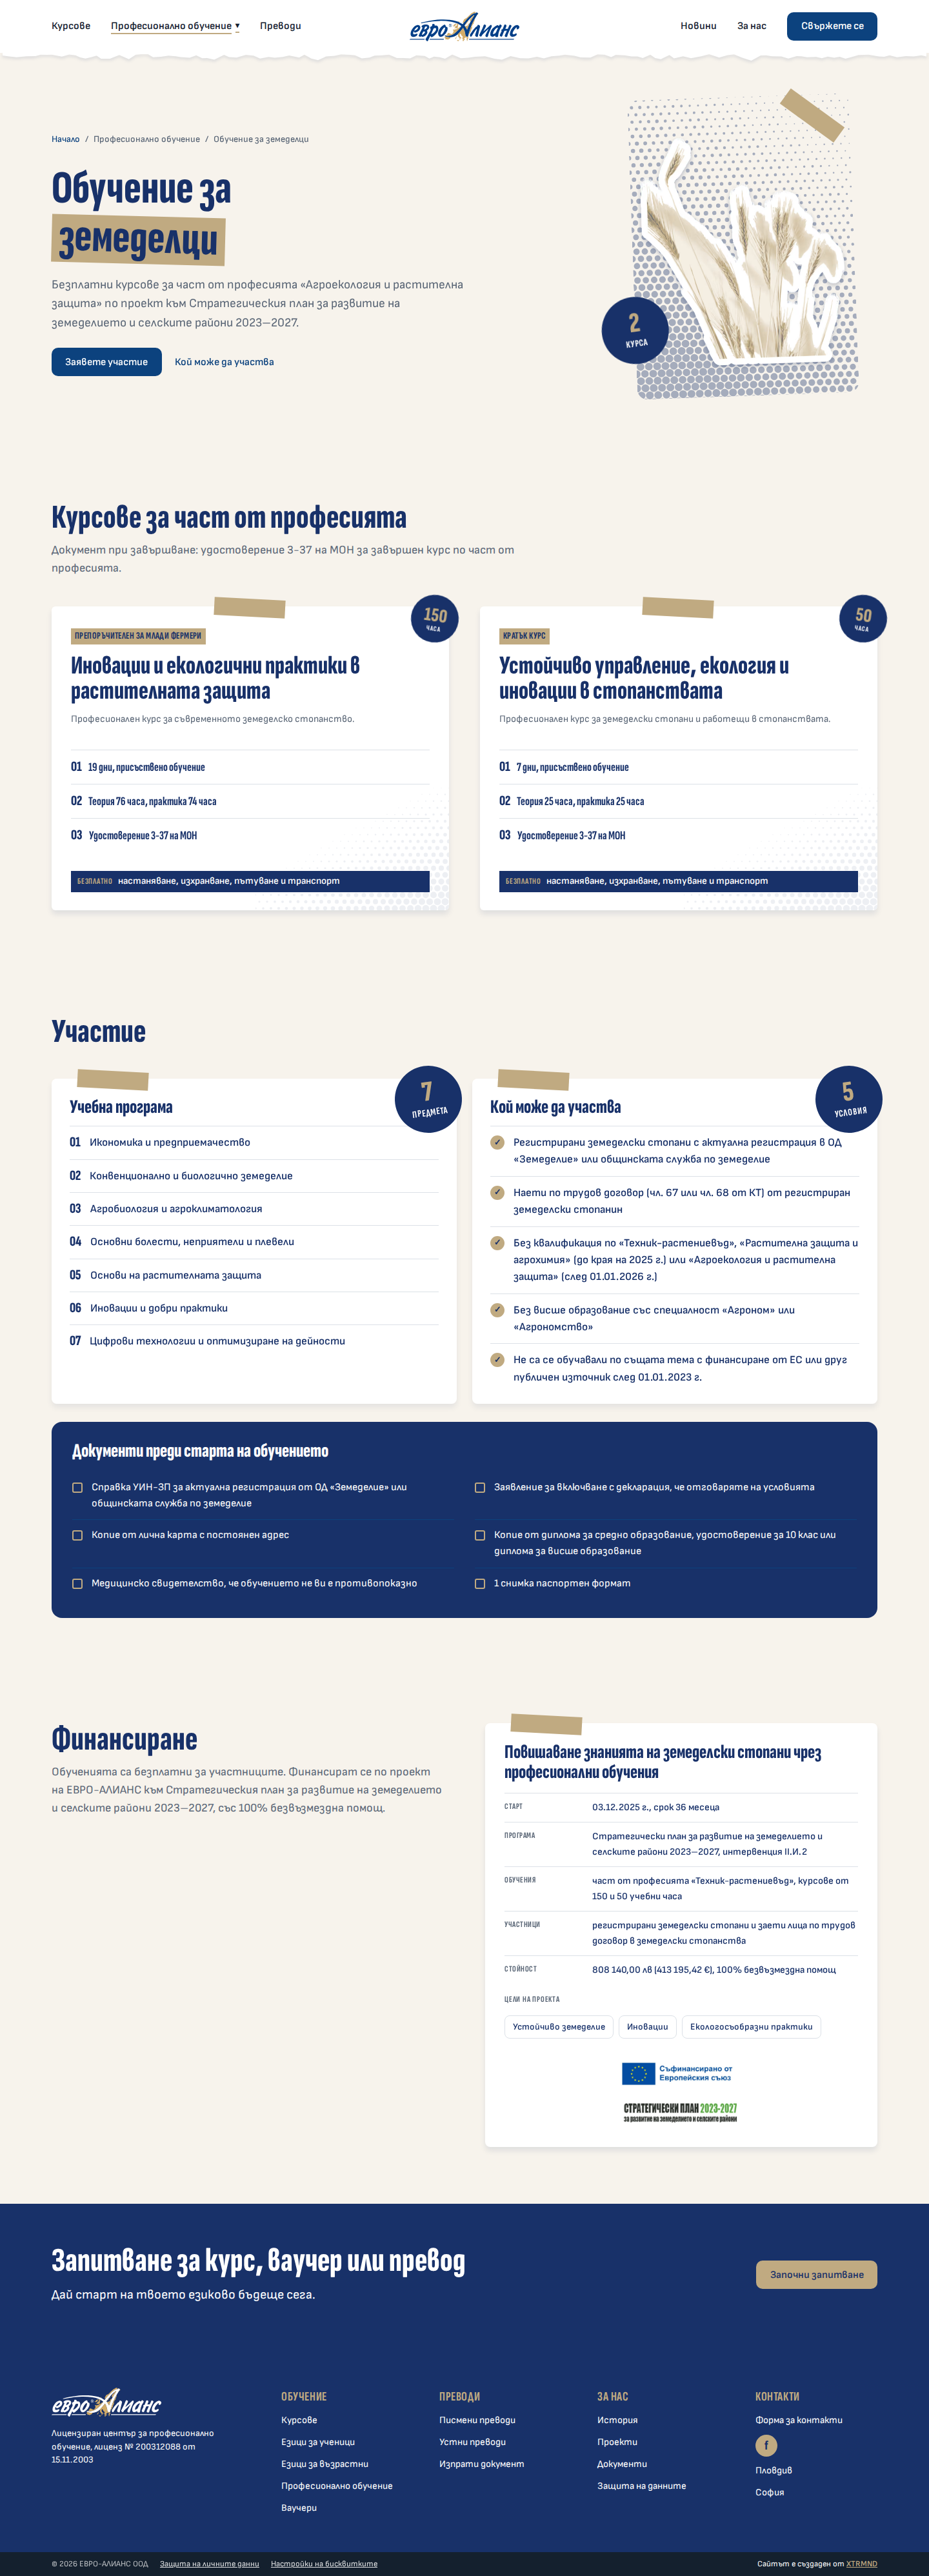 Курсове
Професионално обучение ▾
Преводи
евроАлианс
Новини
За нас
Свържете се
Начало / Професионално обучение / Обучение за земеделци
Обучение за
земеделци
Безплатни курсове за част от професията «Агроекология и растителна
защита» по проект към Стратегическия план за развитие на
земеделието и селските райони 2023–2027.
Заявете участие
Кой може да участва
2
КУРСА
Курсове за част от професията
Документ при завършване: удостоверение 3-37 на МОН за завършен курс по част от
професията.
150
ЧАСА
ПРЕПОРЪЧИТЕЛЕН ЗА МЛАДИ ФЕРМЕРИ
Иновации и екологични практики в
растителната защита
Професионален курс за съвременното земеделско стопанство.
01 19 дни, присъствено обучение
02 Теория 76 часа, практика 74 часа
03 Удостоверение 3-37 на МОН
БЕЗПЛАТНО настаняване, изхранване, пътуване и транспорт
50
ЧАСА
КРАТЪК КУРС
Устойчиво управление, екология и
иновации в стопанствата
Професионален курс за земеделски стопани и работещи в стопанствата.
01 7 дни, присъствено обучение
02 Теория 25 часа, практика 25 часа
03 Удостоверение 3-37 на МОН
БЕЗПЛАТНО настаняване, изхранване, пътуване и транспорт
Участие
7
ПРЕДМЕТА
Учебна програма
01 Икономика и предприемачество
02 Конвенционално и биологично земеделие
03 Агробиология и агроклиматология
04 Основни болести, неприятели и плевели
05 Основи на растителната защита
06 Иновации и добри практики
07 Цифрови технологии и оптимизиране на дейности
5
УСЛОВИЯ
Кой може да участва
Регистрирани земеделски стопани с актуална регистрация в ОД
«Земеделие» или общинската служба по земеделие
Наети по трудов договор (чл. 67 или чл. 68 от КТ) от регистриран
земеделски стопанин
Без квалификация по «Техник-растениевъд», «Растителна защита и
агрохимия» (до края на 2025 г.) или «Агроекология и растителна
защита» (след 01.01.2026 г.)
Без висше образование със специалност «Агроном» или
«Агрономство»
Не са се обучавали по същата тема с финансиране от ЕС или друг
публичен източник след 01.01.2023 г.
Документи преди старта на обучението
Справка УИН-ЗП за актуална регистрация от ОД «Земеделие» или
общинската служба по земеделие
Заявление за включване с декларация, че отговаряте на условията
Копие от лична карта с постоянен адрес
Копие от диплома за средно образование, удостоверение за 10 клас или
диплома за висше образование
Медицинско свидетелство, че обучението не ви е противопоказно
1 снимка паспортен формат
Финансиране
Обученията са безплатни за участниците. Финансират се по проект
на ЕВРО-АЛИАНС към Стратегическия план за развитие на земеделието
и селските райони 2023–2027, със 100% безвъзмездна помощ.
Повишаване знанията на земеделски стопани чрез
професионални обучения
СТАРТ
03.12.2025 г., срок 36 месеца
ПРОГРАМА
Стратегически план за развитие на земеделието и
селските райони 2023–2027, интервенция II.И.2
ОБУЧЕНИЯ
част от професията «Техник-растениевъд», курсове от
150 и 50 учебни часа
УЧАСТНИЦИ
регистрирани земеделски стопани и заети лица по трудов
договор в земеделски стопанства
СТОЙНОСТ
808 140,00 лв (413 195,42 €), 100% безвъзмездна помощ
ЦЕЛИ НА ПРОЕКТА
Устойчиво земеделие
Иновации
Екологосъобразни практики
Съфинансирано от
Европейския съюз
СТРАТЕГИЧЕСКИ ПЛАН 2023-2027
за развитие на земеделието и селските райони
Запитване за курс, ваучер или превод
Дай старт на твоето езиково бъдеще сега.
Започни запитване
евроАлианс
Лицензиран център за професионално
обучение, лиценз № 200312088 от
15.11.2003
ОБУЧЕНИЕ
Курсове
Езици за ученици
Езици за възрастни
Професионално обучение
Ваучери
ПРЕВОДИ
Писмени преводи
Устни преводи
Изпрати документ
ЗА НАС
История
Проекти
Документи
Защита на данните
КОНТАКТИ
Форма за контакти
f
Пловдив
София
© 2026 ЕВРО-АЛИАНС ООД
Защита на личните данни
Настройки на бисквитките
Сайтът е създаден от XTRMND